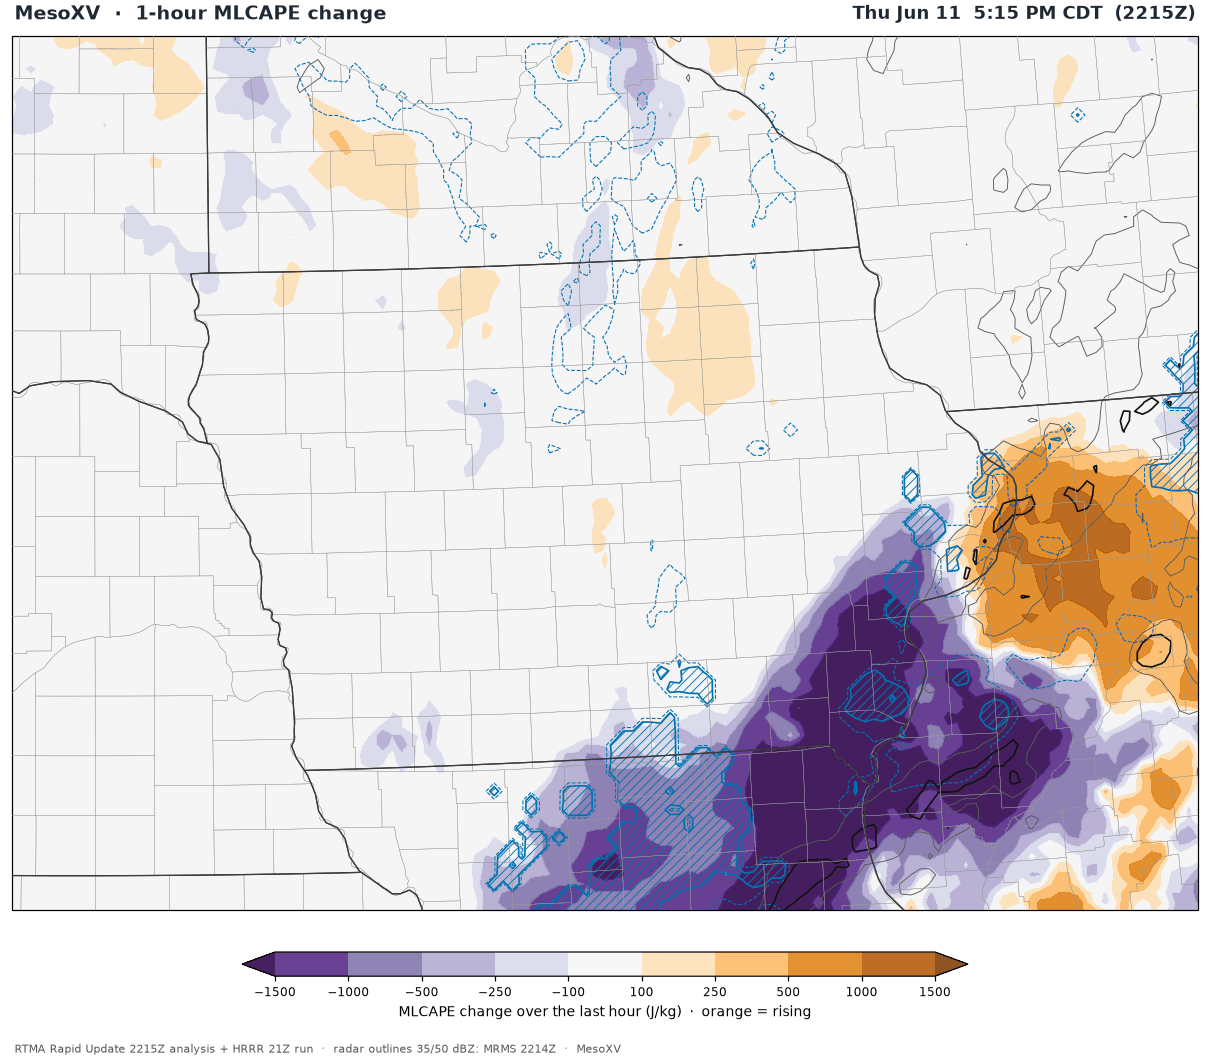 MesoXV · 1-hour MLCAPE change
Thu Jun 11 5:15 PM CDT (2215Z)
−1500 −1000 −500 −250 −100 100 250 500 1000 1500
MLCAPE change over the last hour (J/kg) · orange = rising
RTMA Rapid Update 2215Z analysis + HRRR 21Z run · radar outlines 35/50 dBZ: MRMS 2214Z · MesoXV